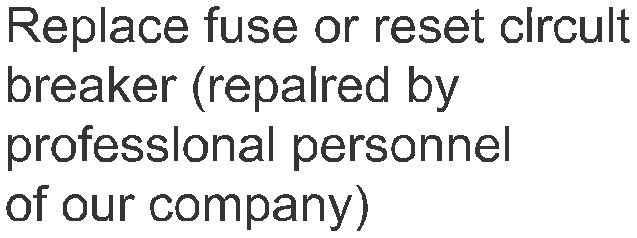 Replace fuse or reset clrcult
breaker (repalred by
professlonal personnel
of our company)